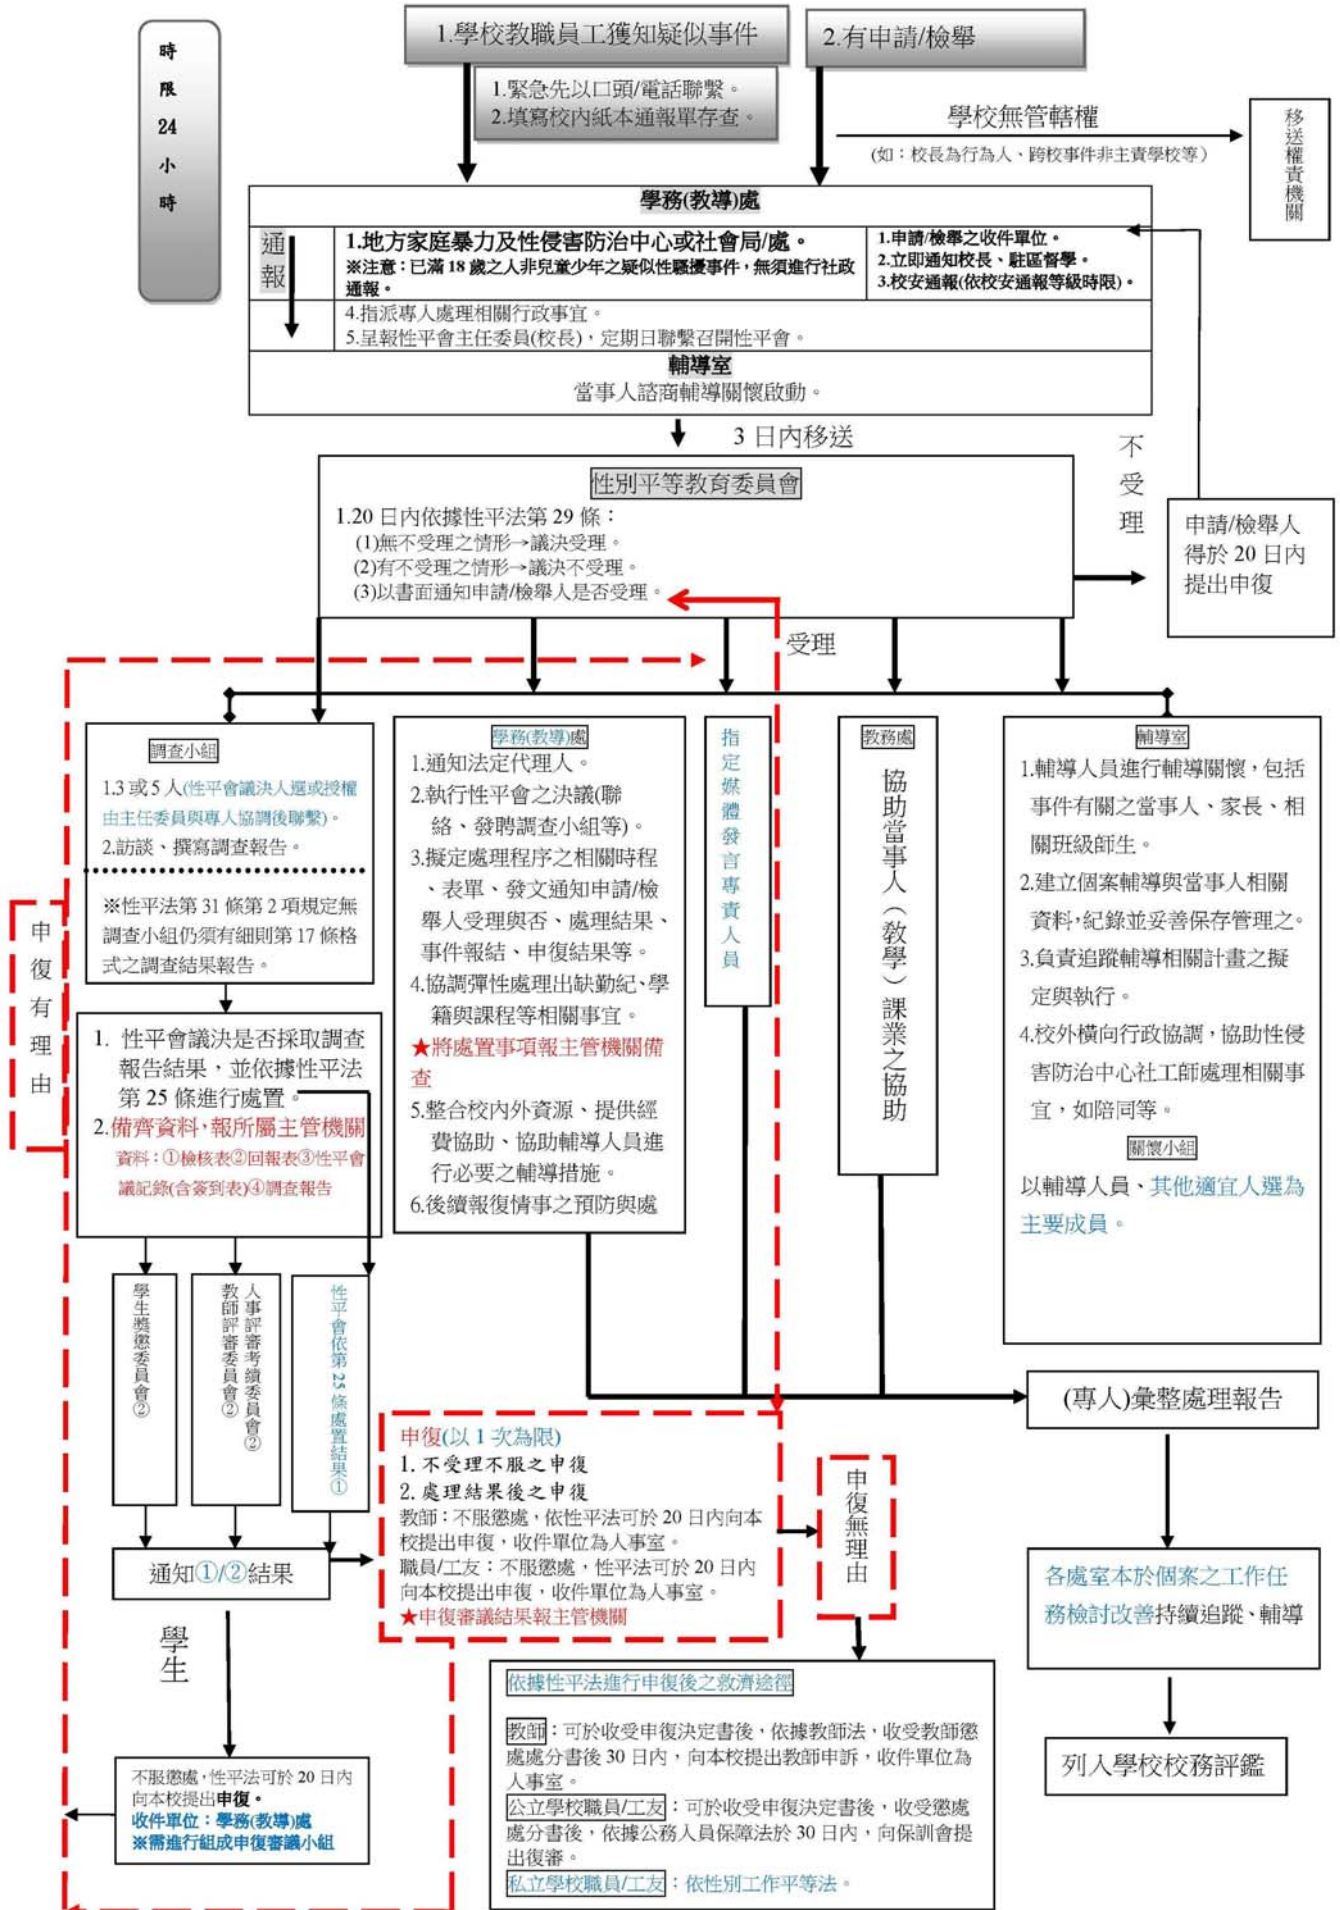 時
限
24
小
時
1.學校教職員工獲知疑似事件
2.有申請/檢舉
1.緊急先以口頭/電話聯繫。
2.填寫校內紙本通報單存查。
學校無管轄權
(如：校長為行為人、跨校事件非主責學校等)
移送權責機關
學務(教導)處
通報
1.地方家庭暴力及性侵害防治中心或社會局/處。
※注意：已滿 18 歲之人非兒童少年之疑似性騷擾事件，無須進行社政
通報。
1.申請/檢舉之收件單位。
2.立即通知校長、駐區督學。
3.校安通報(依校安通報等級時限)。
4.指派專人處理相關行政事宜。
5.呈報性平會主任委員(校長)，定期日聯繫召開性平會。
輔導室
當事人諮商輔導關懷啟動。
3 日內移送
性別平等教育委員會
1.20 日內依據性平法第 29 條：
(1)無不受理之情形→議決受理。
(2)有不受理之情形→議決不受理。
(3)以書面通知申請/檢舉人是否受理。
不受理
申請/檢舉人
得於 20 日內
提出申復
受理
調查小組
1.3 或 5 人(性平會議決人選或授權
由主任委員與專人協調後聯繫)。
2.訪談、撰寫調查報告。
※性平法第 31 條第 2 項規定無
調查小組仍須有細則第 17 條格
式之調查結果報告。
學務(教導)處
1.通知法定代理人。
2.執行性平會之決議(聯
絡、發聘調查小組等)。
3.擬定處理程序之相關時程
、表單、發文通知申請/檢
舉人受理與否、處理結果、
事件報結、申復結果等。
4.協調彈性處理出缺勤紀、學
籍與課程等相關事宜。
★將處置事項報主管機關備
查
5.整合校內外資源、提供經
費協助、協助輔導人員進
行必要之輔導措施。
6.後續報復情事之預防與處
指定媒體發言專責人員
教務處
協助當事人（教學）課業之協助
輔導室
1.輔導人員進行輔導關懷，包括
事件有關之當事人、家長、相
關班級師生。
2.建立個案輔導與當事人相關
資料，紀錄並妥善保存管理之。
3.負責追蹤輔導相關計畫之擬
定與執行。
4.校外橫向行政協調，協助性侵
害防治中心社工師處理相關事
宜，如陪同等。
關懷小組
以輔導人員、其他適宜人選為
主要成員。
申復有理由
1. 性平會議決是否採取調查
報告結果，並依據性平法
第 25 條進行處置。
2.備齊資料，報所屬主管機關
資料：①檢核表②回報表③性平會
議記錄(含簽到表)④調查報告
學生獎懲委員會②
人事評審考績委員會②
教師評審委員會②
性平會依第 25 條處置結果①
通知①/②結果
學生
不服懲處，性平法可於 20 日內
向本校提出申復。
收件單位：學務(教導)處
※需進行組成申復審議小組
申復(以 1 次為限)
1. 不受理不服之申復
2. 處理結果後之申復
教師：不服懲處，依性平法可於 20 日內向本
校提出申復，收件單位為人事室。
職員/工友：不服懲處，性平法可於 20 日內
向本校提出申復，收件單位為人事室。
★申復審議結果報主管機關
申復無理由
依據性平法進行申復後之救濟途徑
教師：可於收受申復決定書後，依據教師法，收受教師懲
處處分書後 30 日內，向本校提出教師申訴，收件單位為
人事室。
公立學校職員/工友：可於收受申復決定書後，收受懲處
處分書後，依據公務人員保障法於 30 日內，向保訓會提
出復審。
私立學校職員/工友：依性別工作平等法。
(專人)彙整處理報告
各處室本於個案之工作任
務檢討改善持續追蹤、輔導
列入學校校務評鑑